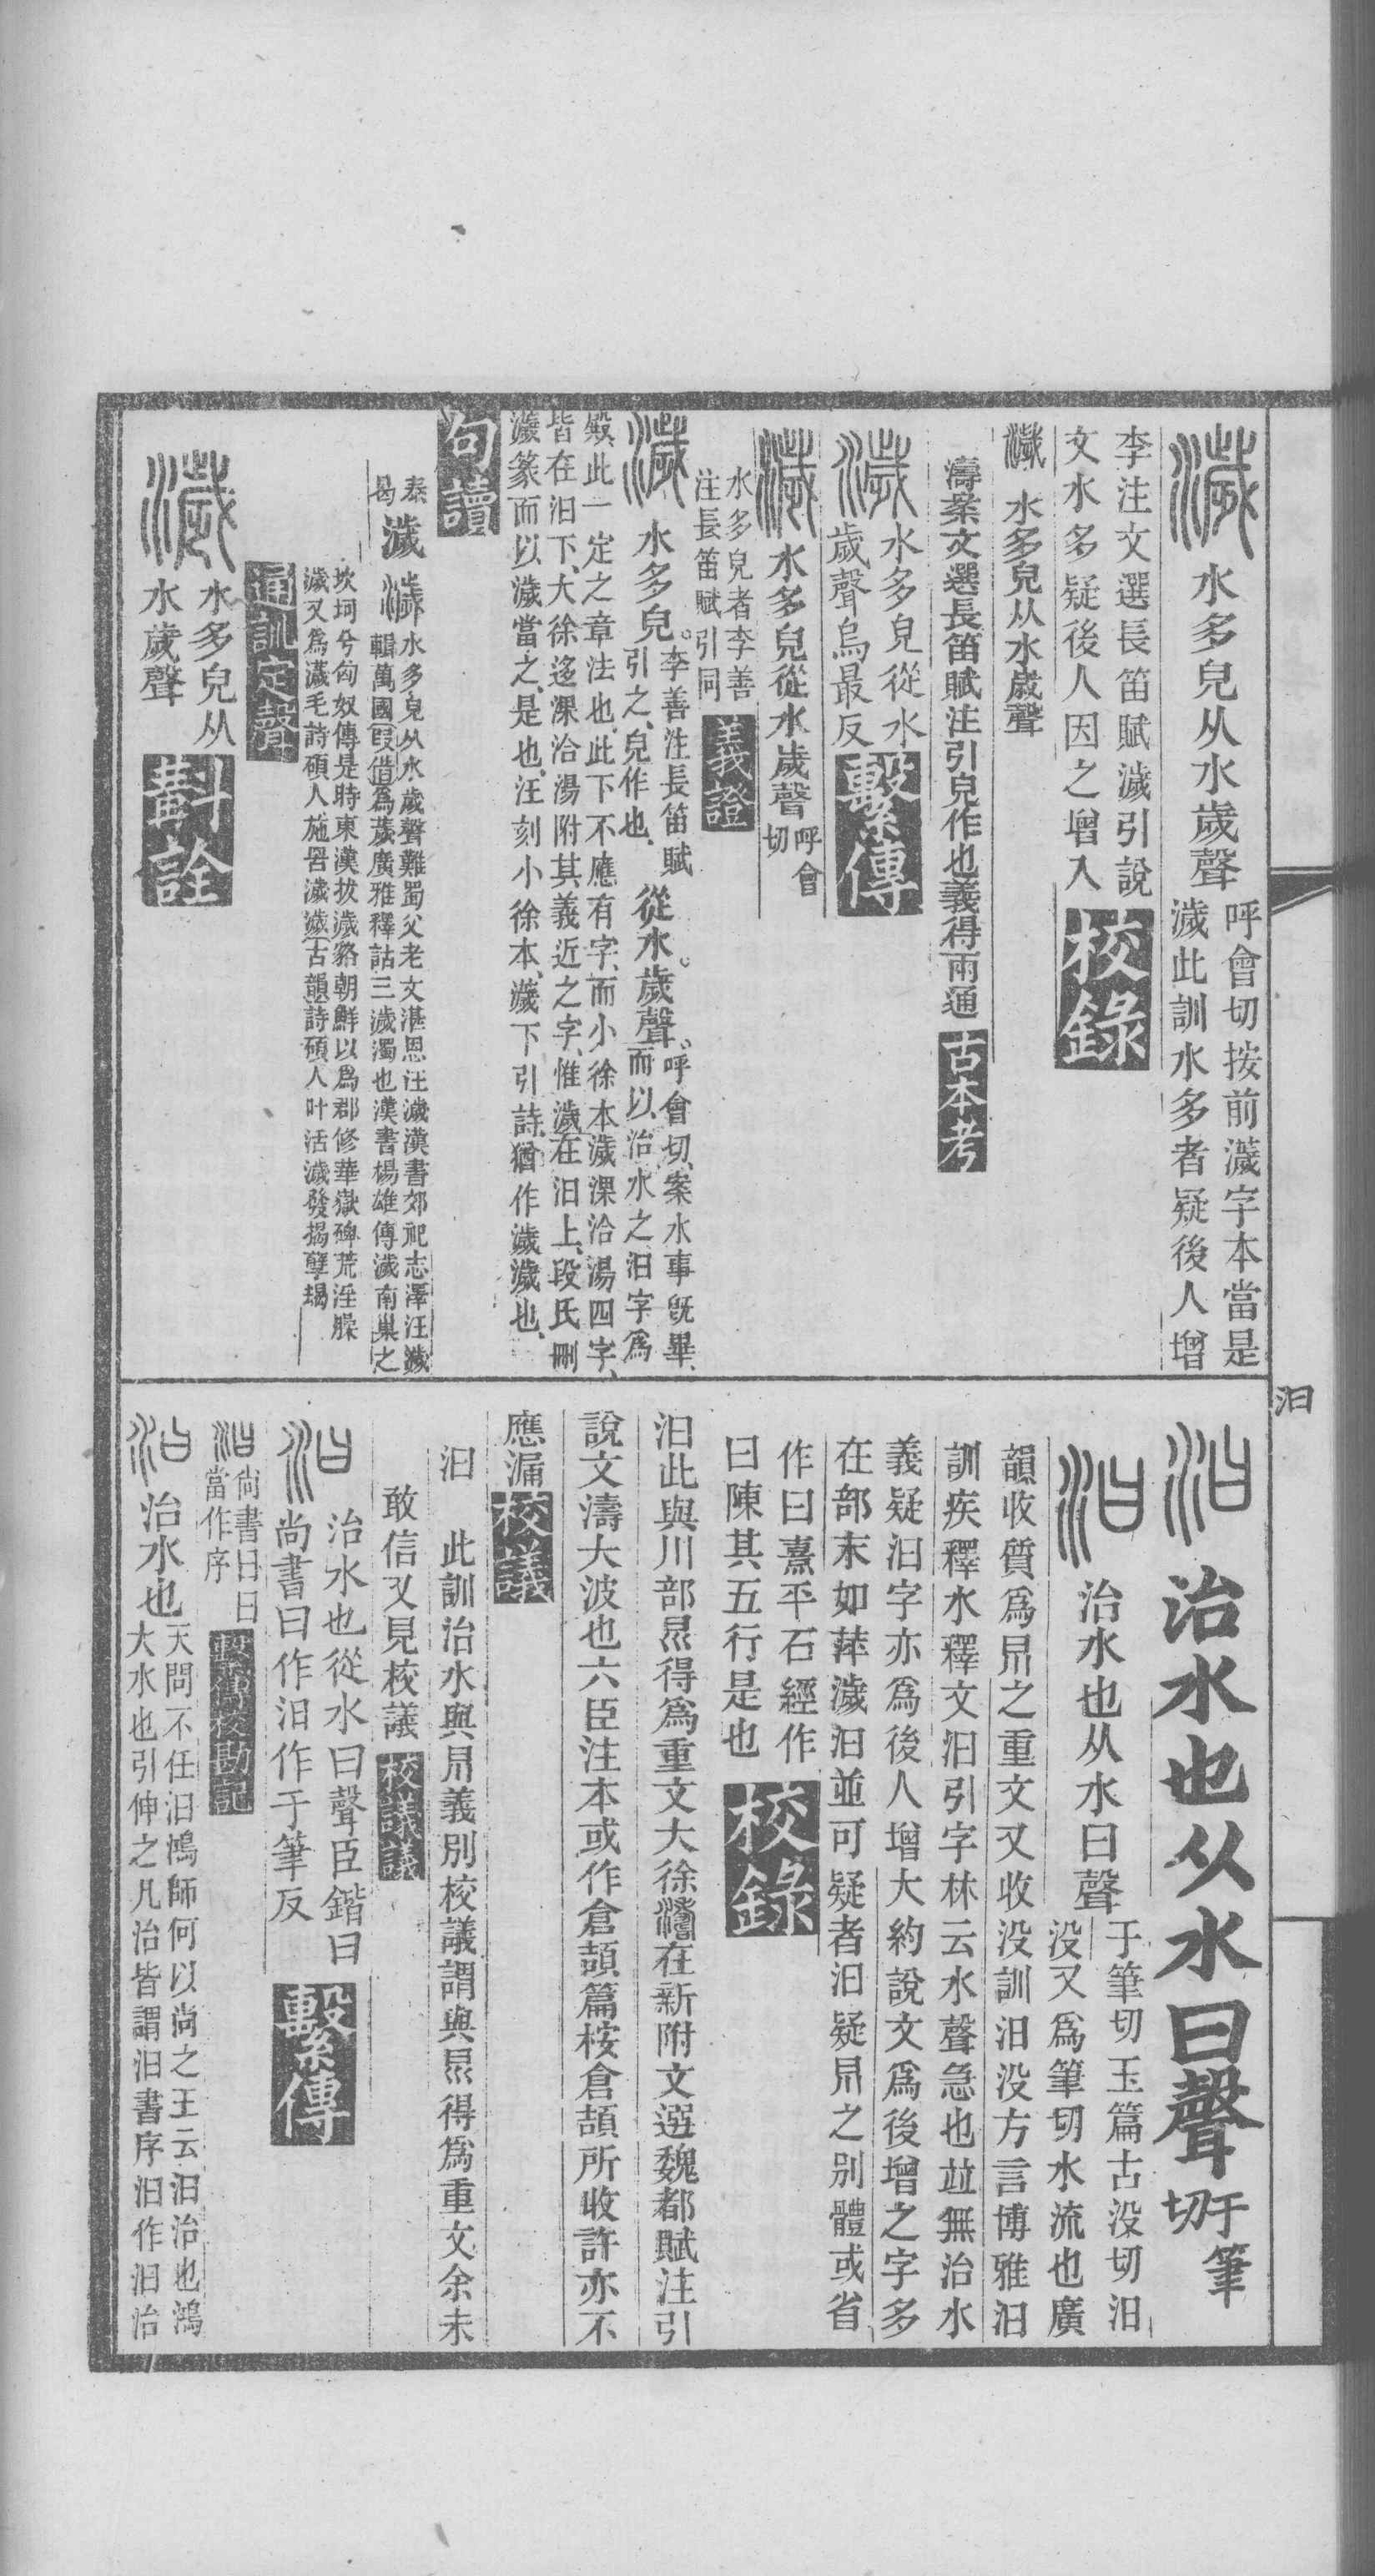 濊 水多皃从水歲聲 呼會切按前濊字本當是
濊此訓水多者疑後人增
李注文選長笛賦濊引說
文水多疑後人因之增入 校錄
濊 水多皃从水歲聲
濤案文選長笛賦注引皃作也義得兩通 古本考
濊 水多皃從水
歲聲烏最反 繫傳
濊 水多皃從水歲聲 呼會切
水多皃者李善
注長笛賦引同 義證
濊 水多皃。李善注長笛賦引之、皃作也、從水。歲聲。呼會切、案水事旣畢、
而以治水之汩字爲
殿此一定之章法也、此下不應有字、而小徐本濊淉洽湯四字、
皆在汩下、大徐迻淉洽湯附其義近之字、惟濊在汩上、段氏刪
濊篆而以濊當之、是也、汪刻小徐本、濊下引詩、猶作濊濊也、
句讀
泰曷 濊 水多皃从水歲聲難蜀父老文湛恩汪濊漢書郊祀志澤汪濊
輯萬國叚借爲薉廣雅釋詁三濊濁也漢書楊雄傳濊南巢之
坎坷兮匈奴傳是時東漢拔濊貉朝鮮以爲郡修華嶽碑荒淫臊
濊又爲濊毛詩碩人施罟濊濊古韻詩碩人叶活濊發揭孽朅
通訓定聲
濊 水多皃从
水歲聲 斠詮
汩
汩 治水也从水曰聲 于筆切
汩 治水也从水曰聲 于筆切玉篇古沒切汩
沒又爲筆切水流也廣
韻收質爲𡿮之重文又收沒訓汩沒方言博雅汩
訓疾釋水釋文汩引字林云水聲急也竝無治水
義疑汩字亦爲後人增大約說文爲後增之字多
在部末如萍濊汩並可疑者汩疑𡿮之別體或省
作曰熹平石經作
曰陳其五行是也 校錄
汩此與川部𡿮得爲重文大徐濤在新附文選魏都賦注引
說文濤大波也六臣注本或作倉頡篇桉倉頡所收許亦不
應漏 校議
汩 此訓治水與𡿮義別校議謂與𡿮得爲重文余未
敢信又見校議 校議議
汩 治水也從水曰聲臣鍇曰
尚書曰作汩作于筆反 繫傳
汩 尚書曰曰
當作序 繫傳校勘記
汩 治水也 天問不任汩鴻師何以尚之王云汩治也鴻
大水也引伸之凡治皆謂汩書序汩作汩治